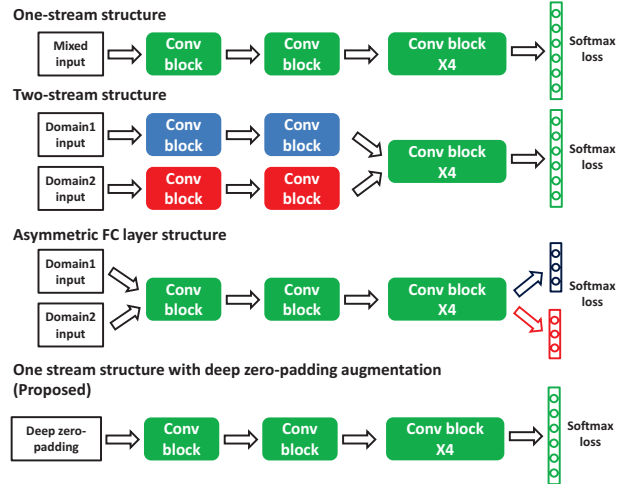 One-stream structure
Mixed
input
Conv
block
Conv
block
Conv block
X4
Softmax
loss
Two-stream structure
Domain1
input
Conv
block
Conv
block
Domain2
input
Conv
block
Conv
block
Conv block
X4
Softmax
loss
Asymmetric FC layer structure
Domain1
input
Domain2
input
Conv
block
Conv
block
Conv block
X4
Softmax
loss
One stream structure with deep zero-padding augmentation
(Proposed)
Deep zero-
padding
Conv
block
Conv
block
Conv block
X4
Softmax
loss